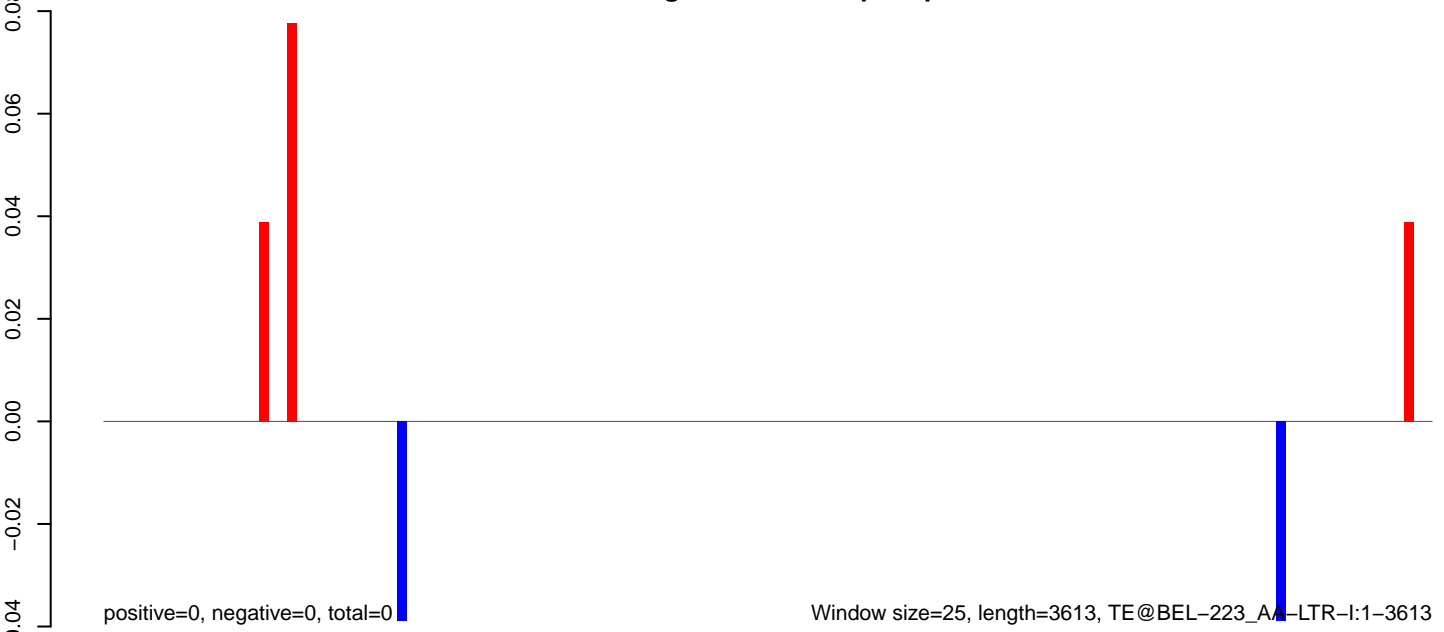 0.06
0.04
0.02
0.00
−0.02
positive=0, negative=0, total=0
Window size=25, length=3613, TE@BEL−223_AA−LTR−I:1−3613